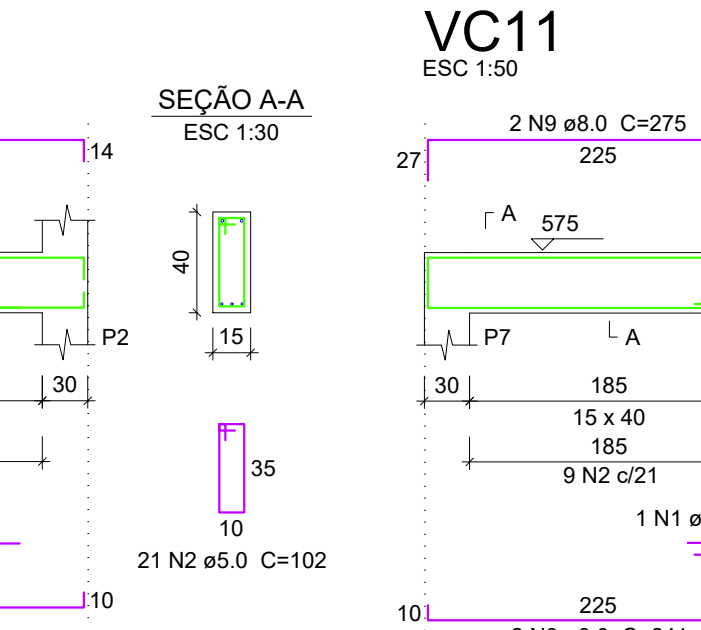 VC11
ESC 1:50
SEÇÃO A-A
ESC 1:30
14
40
15
P2
30
35
10
21 N2 ø5.0 C=102
10
2 N9 ø8.0 C=275
27
225
A
575
P7
A
30
185
15 x 40
185
9 N2 c/21
1 N1 ø
10
225